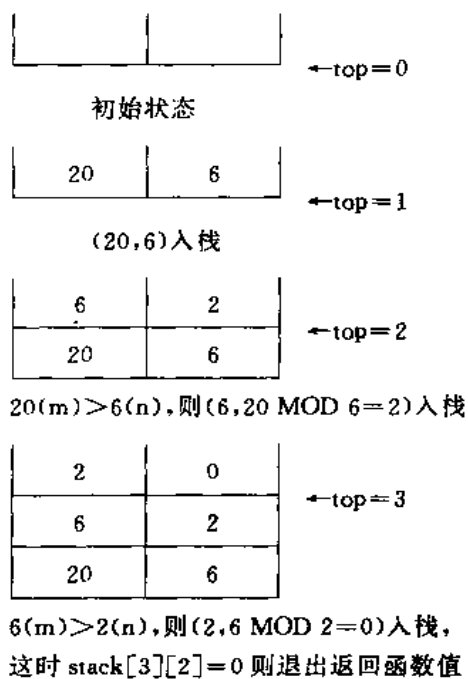 ←top=0
初始状态
20 6
←top=1
(20,6)入栈
6 2
←top=2
20 6
20(m)>6(n),则(6,20 MOD 6=2)入栈
2 0
←top=3
6 2
20 6
6(m)>2(n),则(2,6 MOD 2=0)入栈,
这时 stack[3][2]=0 则退出返回函数值